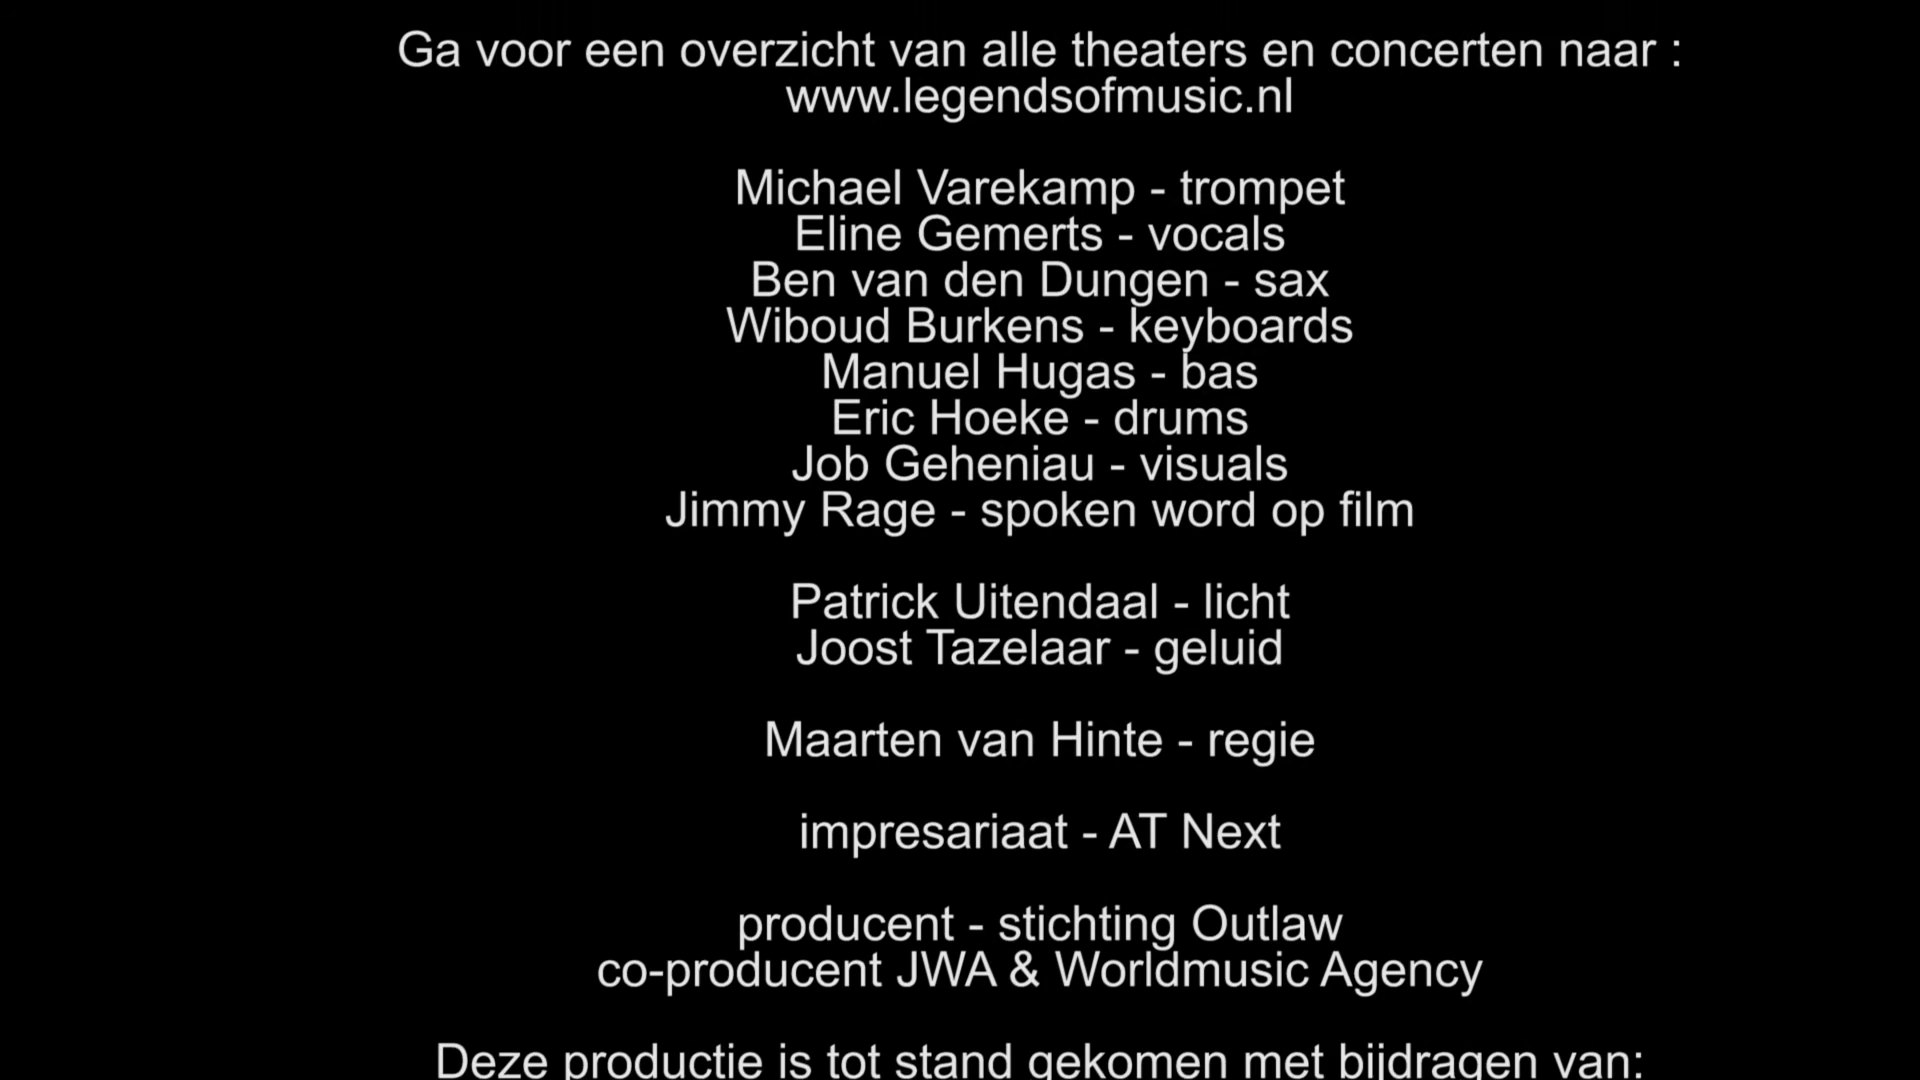 Ga voor een overzicht van alle theaters en concerten naar :
www.legendsofmusic.nl
Michael Varekamp - trompet
Eline Gemerts - vocals
Ben van den Dungen - sax
Wiboud Burkens - keyboards
Manuel Hugas - bas
Eric Hoeke - drums
Job Geheniau - visuals
Jimmy Rage - spoken word op film
Patrick Uitendaal - licht
Joost Tazelaar - geluid
Maarten van Hinte - regie
impresariaat - AT Next
producent - stichting Outlaw
co-producent JWA & Worldmusic Agency
Deze productie is tot stand gekomen met bijdragen van: